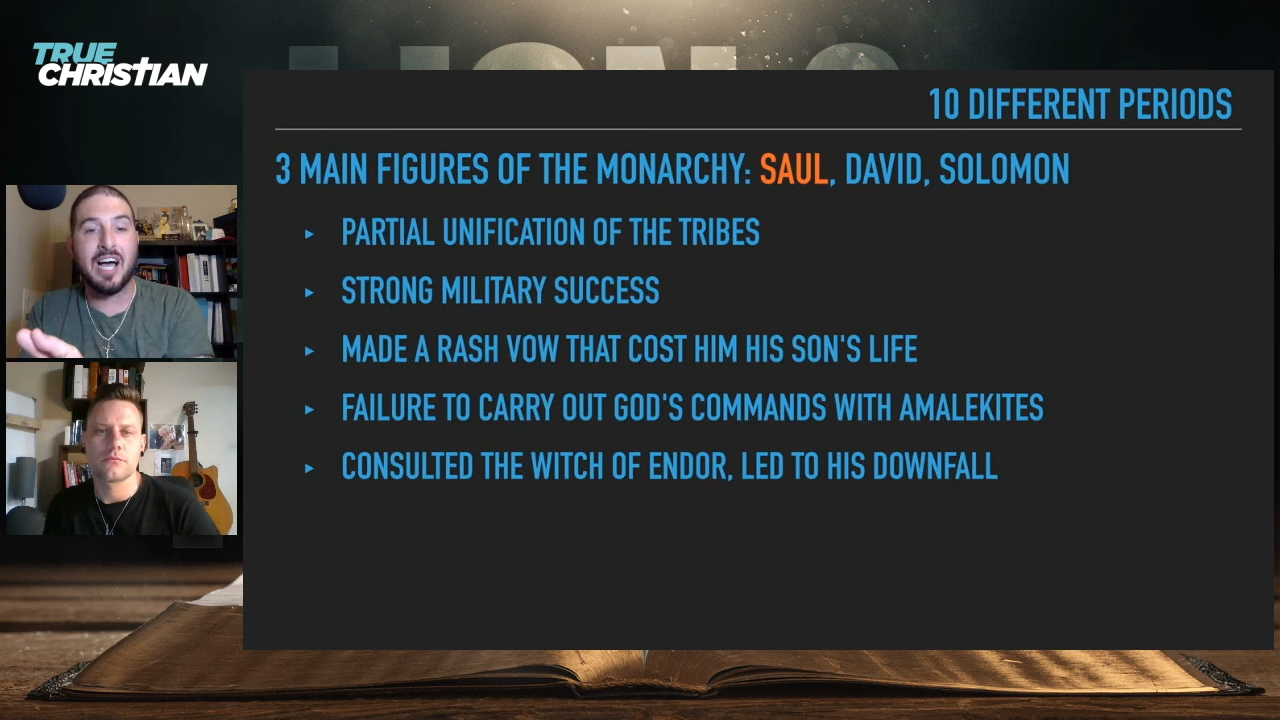 TRUE
CHRISTIAN
10 DIFFERENT PERIODS
3 MAIN FIGURES OF THE MONARCHY: SAUL, DAVID, SOLOMON
▸ PARTIAL UNIFICATION OF THE TRIBES
▸ STRONG MILITARY SUCCESS
▸ MADE A RASH VOW THAT COST HIM HIS SON'S LIFE
▸ FAILURE TO CARRY OUT GOD'S COMMANDS WITH AMALEKITES
▸ CONSULTED THE WITCH OF ENDOR, LED TO HIS DOWNFALL